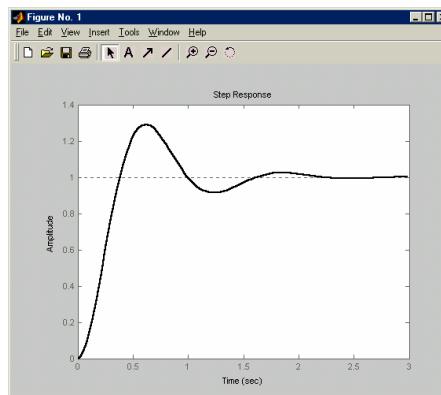 Figure No. 1
File Edit View Insert Tools Window Help
A
Step Response
1.4
1.2
1
0.8
0.6
0.4
0.2
0
Amplitude
0 0.5 1 1.5 2 2.5 3
Time (sec)